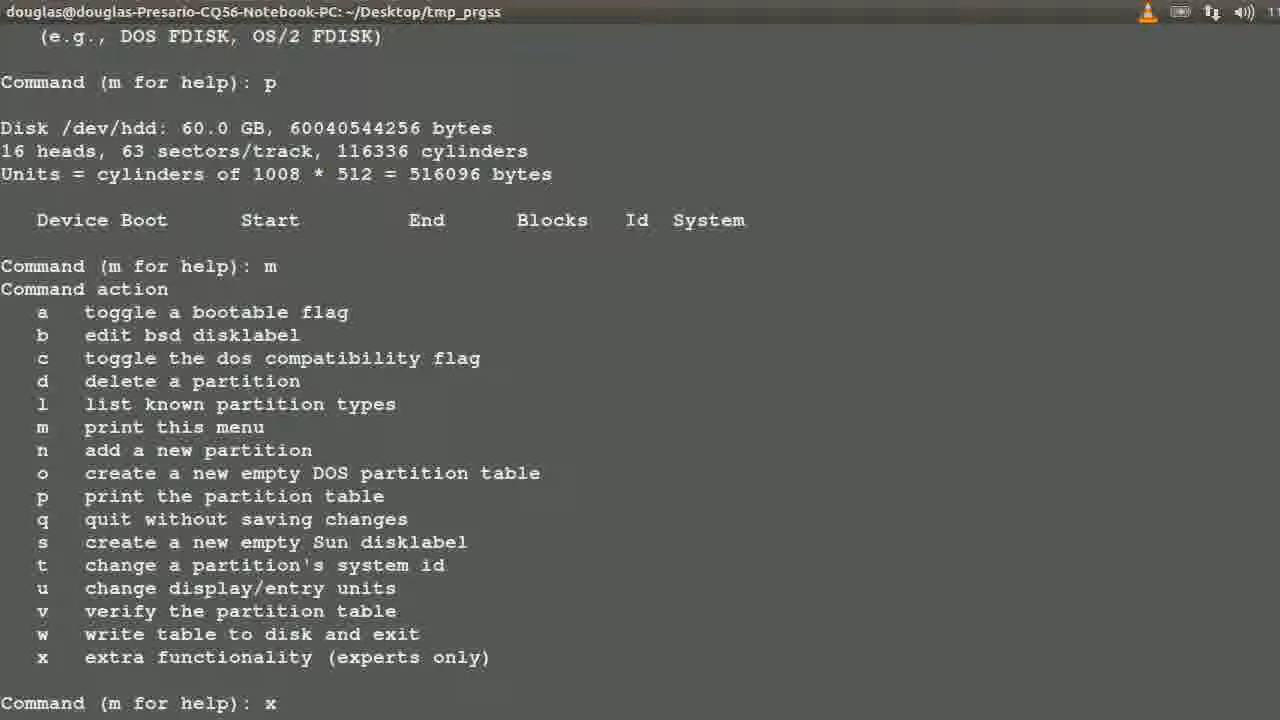 douglas@douglas-Presario-CQ56-Notebook-PC: ~/Desktop/tmp_prgss
(e.g., DOS FDISK, OS/2 FDISK)
Command (m for help): p
Disk /dev/hdd: 60.0 GB, 60040544256 bytes
16 heads, 63 sectors/track, 116336 cylinders
Units = cylinders of 1008 * 512 = 516096 bytes
Device Boot Start End Blocks Id System
Command (m for help): m
Command action
a toggle a bootable flag
b edit bsd disklabel
c toggle the dos compatibility flag
d delete a partition
l list known partition types
m print this menu
n add a new partition
o create a new empty DOS partition table
p print the partition table
q quit without saving changes
s create a new empty Sun disklabel
t change a partition's system id
u change display/entry units
v verify the partition table
w write table to disk and exit
x extra functionality (experts only)
Command (m for help): x